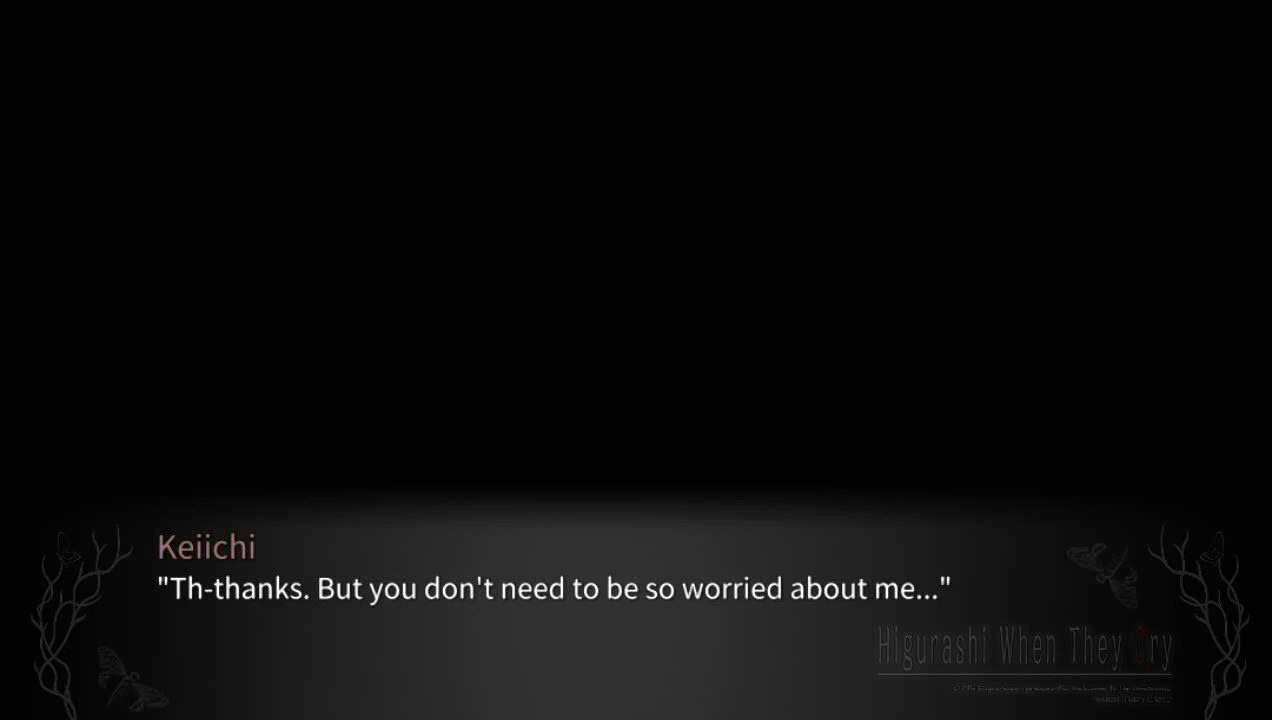 Keiichi
"Th-thanks. But you don't need to be so worried about me..."
Higurashi When They Cry